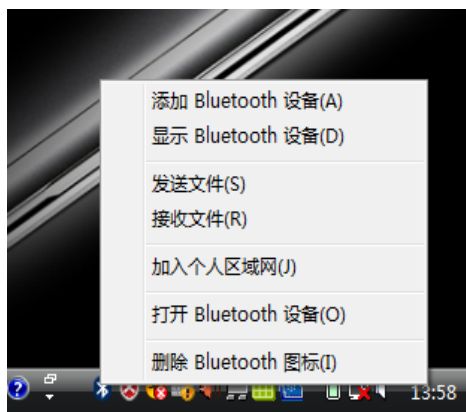 添加 Bluetooth 设备(A)
显示 Bluetooth 设备(D)
发送文件(S)
接收文件(R)
加入个人区域网(J)
打开 Bluetooth 设备(O)
删除 Bluetooth 图标(I)
13:58